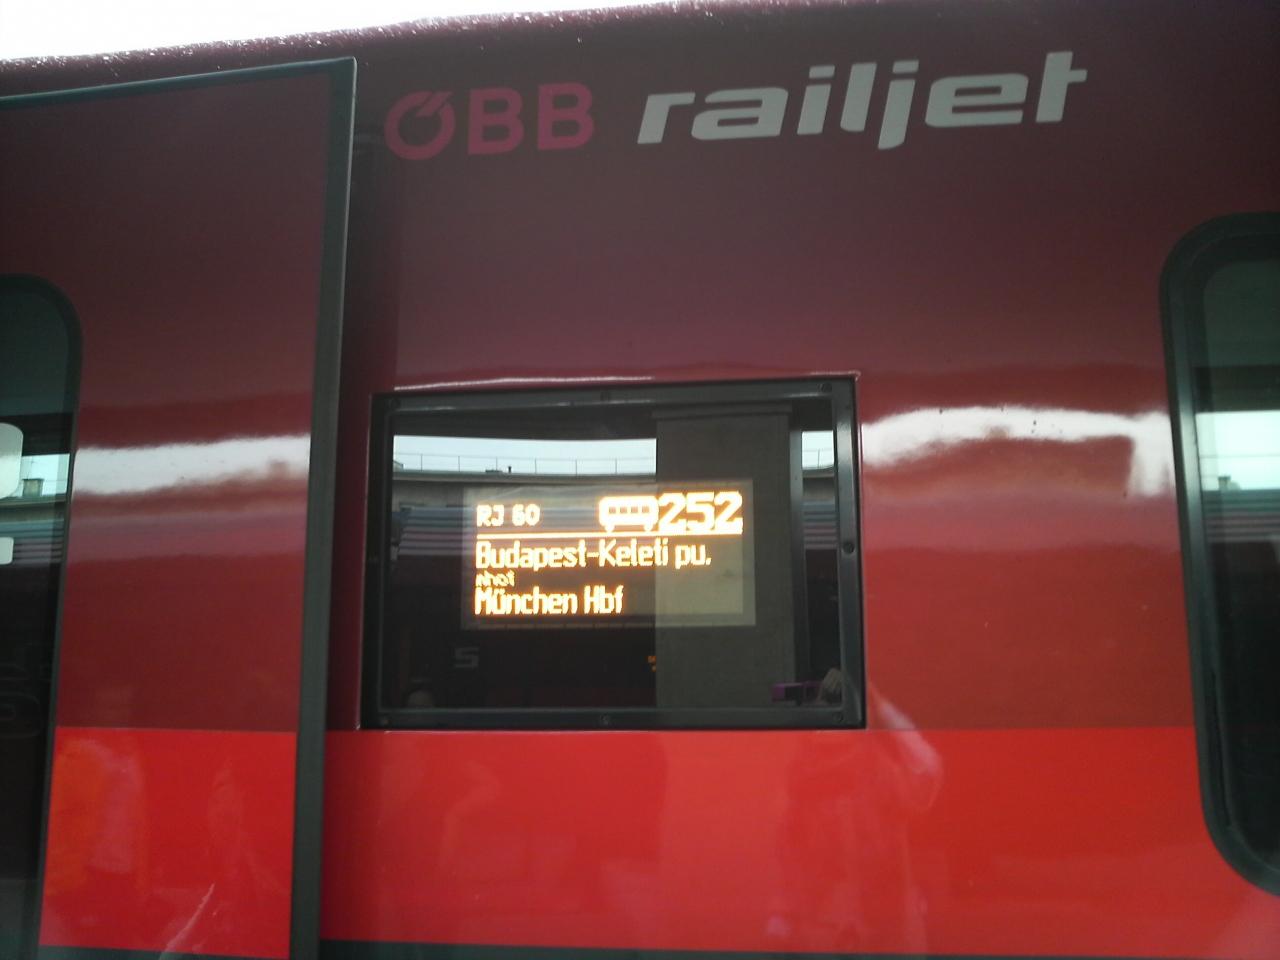 ÖBB railjet
RJ 60 252
Budapest-Keleti pu.
München Hbf